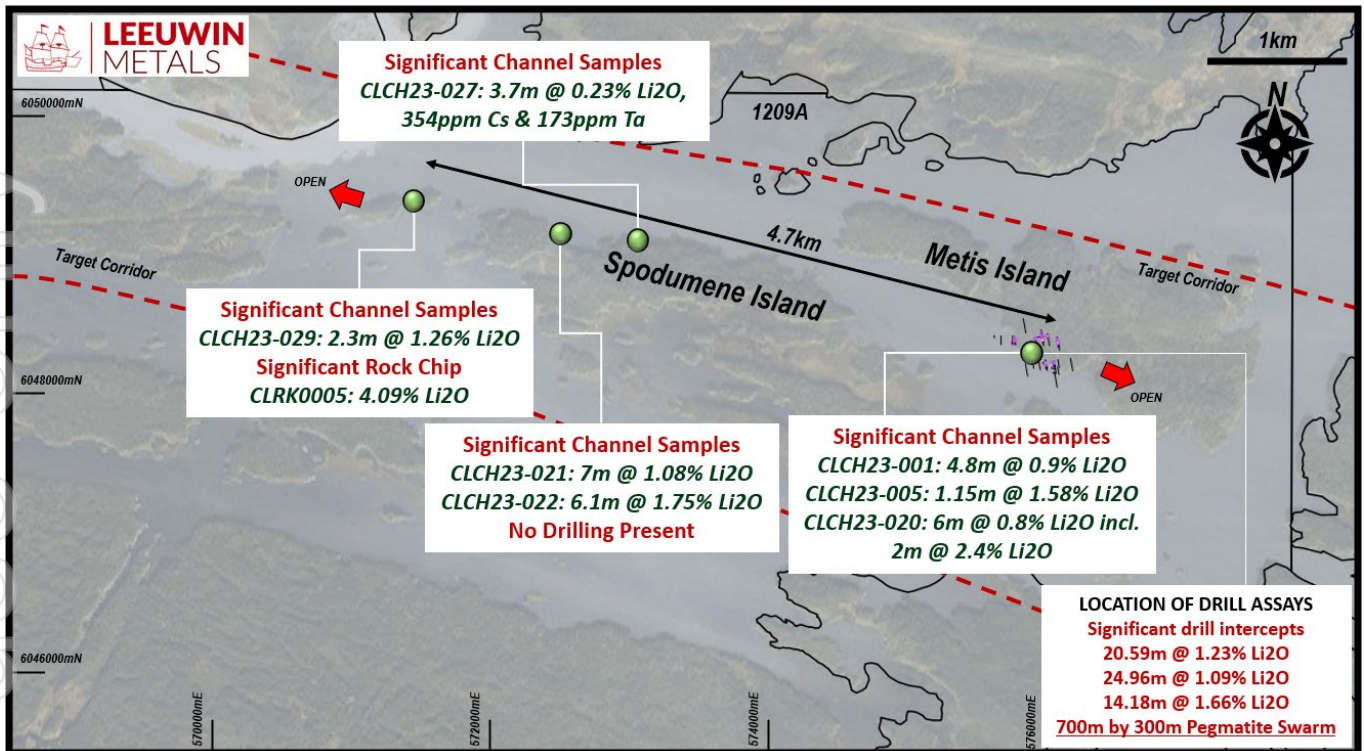 LEEUWIN
METALS
1km
N
Significant Channel Samples
CLCH23-027: 3.7m @ 0.23% Li2O,
354ppm Cs & 173ppm Ta
6050000mN
1209A
OPEN
4.7km
Metis Island
Spodumene Island
Target Corridor
Target Corridor
Significant Channel Samples
CLCH23-029: 2.3m @ 1.26% Li2O
Significant Rock Chip
CLRK0005: 4.09% Li2O
6048000mN
OPEN
Significant Channel Samples
CLCH23-021: 7m @ 1.08% Li2O
CLCH23-022: 6.1m @ 1.75% Li2O
No Drilling Present
Significant Channel Samples
CLCH23-001: 4.8m @ 0.9% Li2O
CLCH23-005: 1.15m @ 1.58% Li2O
CLCH23-020: 6m @ 0.8% Li2O incl.
2m @ 2.4% Li2O
LOCATION OF DRILL ASSAYS
Significant drill intercepts
20.59m @ 1.23% Li2O
24.96m @ 1.09% Li2O
14.18m @ 1.66% Li2O
700m by 300m Pegmatite Swarm
6046000mN
570000mE
572000mE
574000mE
576000mE